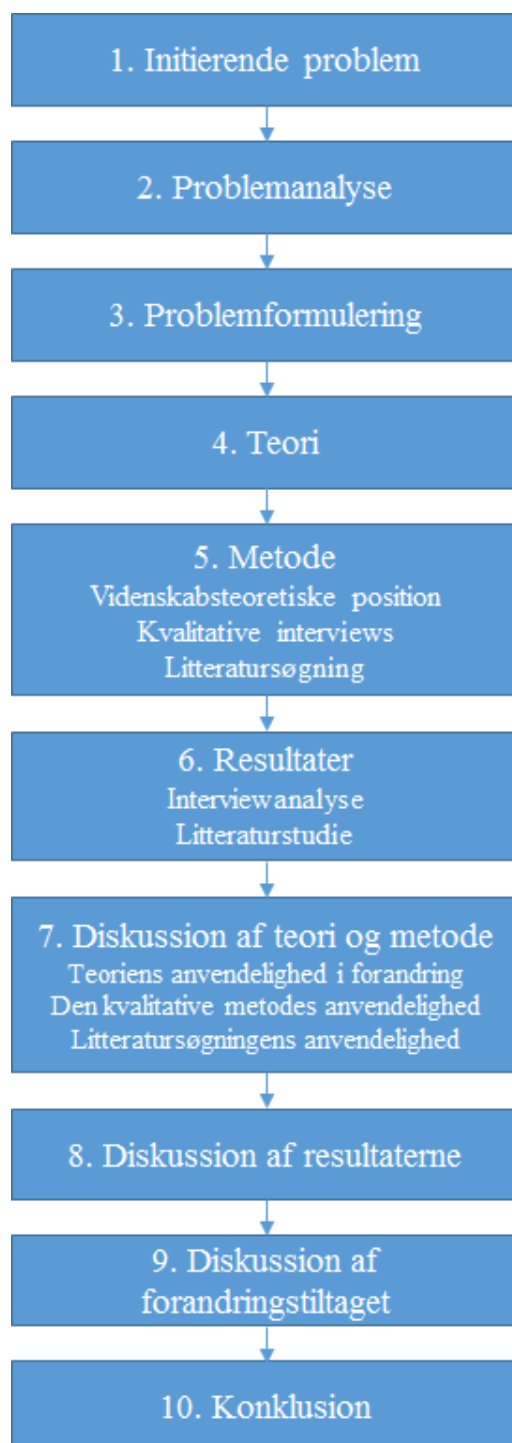 1. Initierende problem
2. Problemanalyse
3. Problemformulering
4. Teori
5. Metode
Videnskabsteoretiske position
Kvalitative interviews
Litteratursøgning
6. Resultater
Interviewanalyse
Litteraturstudie
7. Diskussion af teori og metode
Teoriens anvendelighed i forandring
Den kvalitative metodes anvendelighed
Litteratursøgningens anvendelighed
8. Diskussion af resultaterne
9. Diskussion af
forandringstiltaget
10. Konklusion